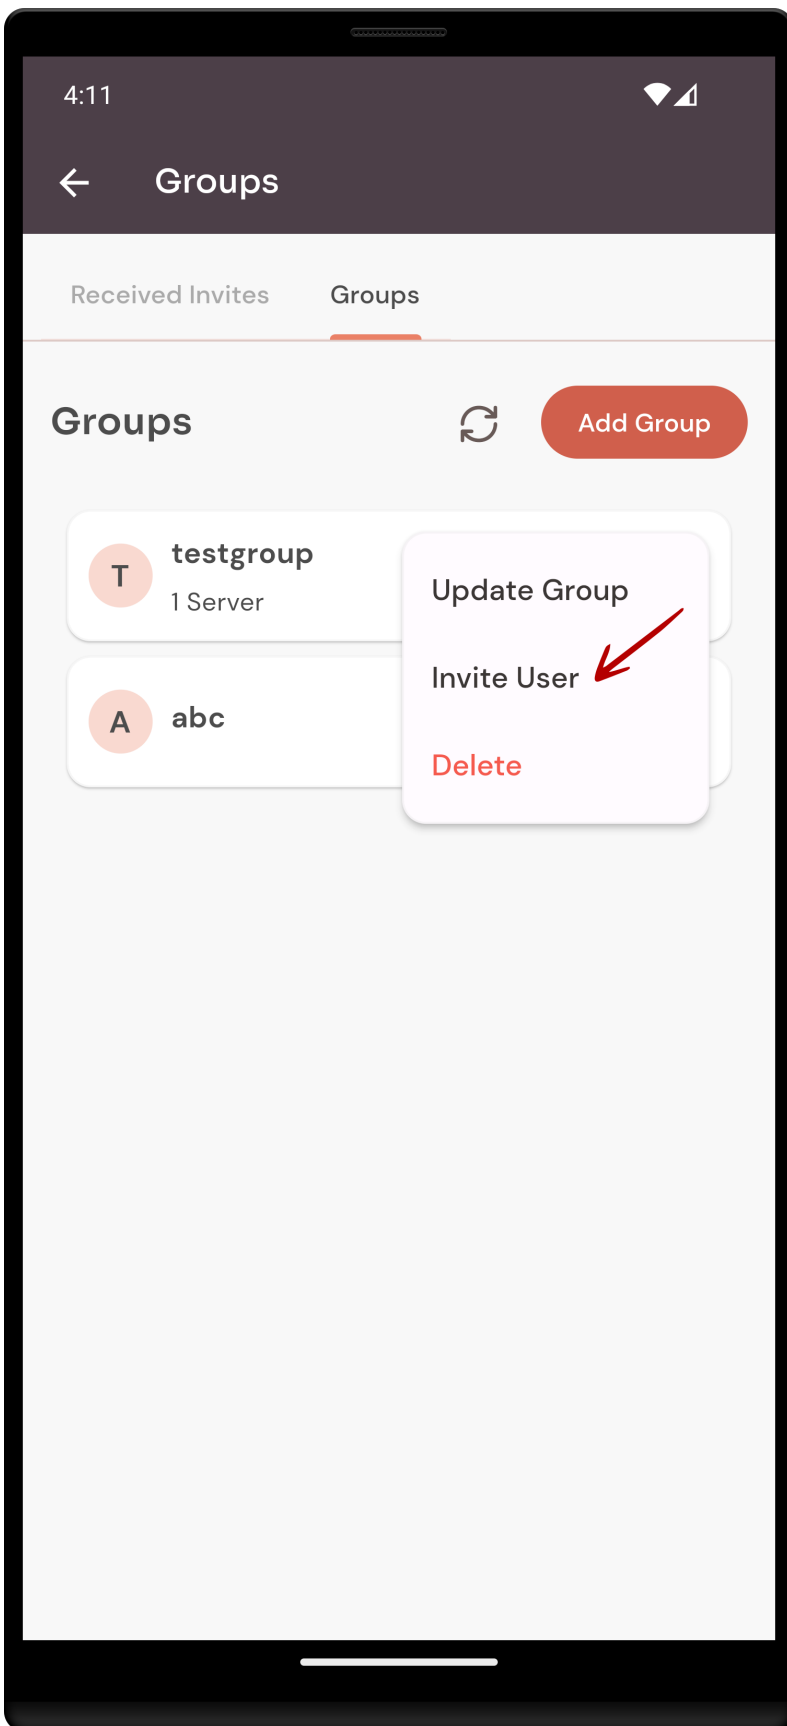 4:11
Groups
Received Invites Groups
Groups
Add Group
T
testgroup
1 Server
A
abc
Update Group
Invite User
Delete